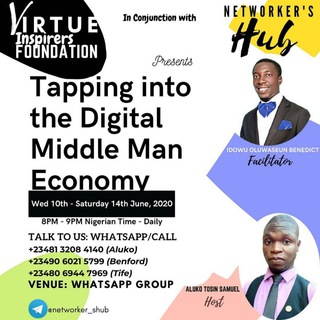 VIRTUE
Inspirers
FOUNDATION
In Conjunction with
NETWORKER'S
Hub
Presents
Tapping into
the Digital
Middle Man
Economy
IDOWU OLUWASEUN BENEDICT
Facilitator
Wed 10th - Saturday 14th June, 2020
8PM - 9PM Nigerian Time - Daily
TALK TO US: WHATSAPP/CALL
+23481 3208 4140 (Aluko)
+23490 6021 5799 (Benford)
+23480 6944 7969 (Tife)
VENUE: WHATSAPP GROUP
@networker_shub
ALUKO TOSIN SAMUEL
Host